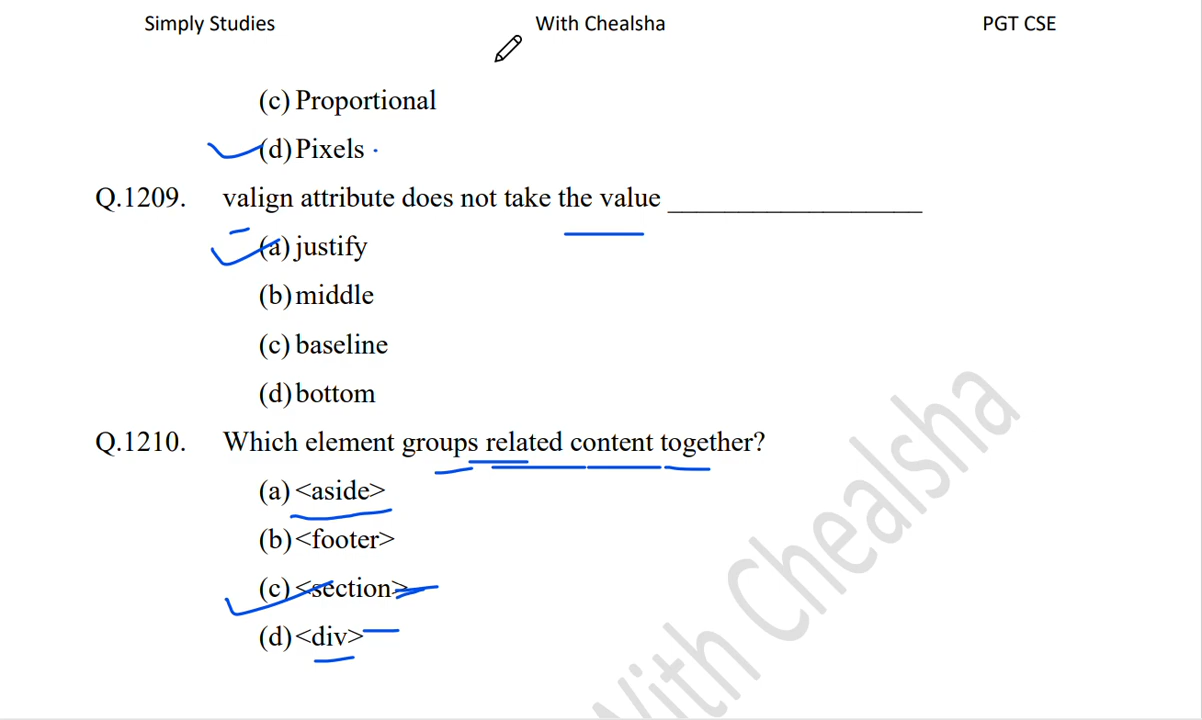 Simply Studies With Chealsha PGT CSE
(c) Proportional
(d) Pixels
Q.1209. valign attribute does not take the value __________________
(a) justify
(b) middle
(c) baseline
(d) bottom
Q.1210. Which element groups related content together?
(a) <aside>
(b) <footer>
(c) <section>
(d) <div>
With Chealsha